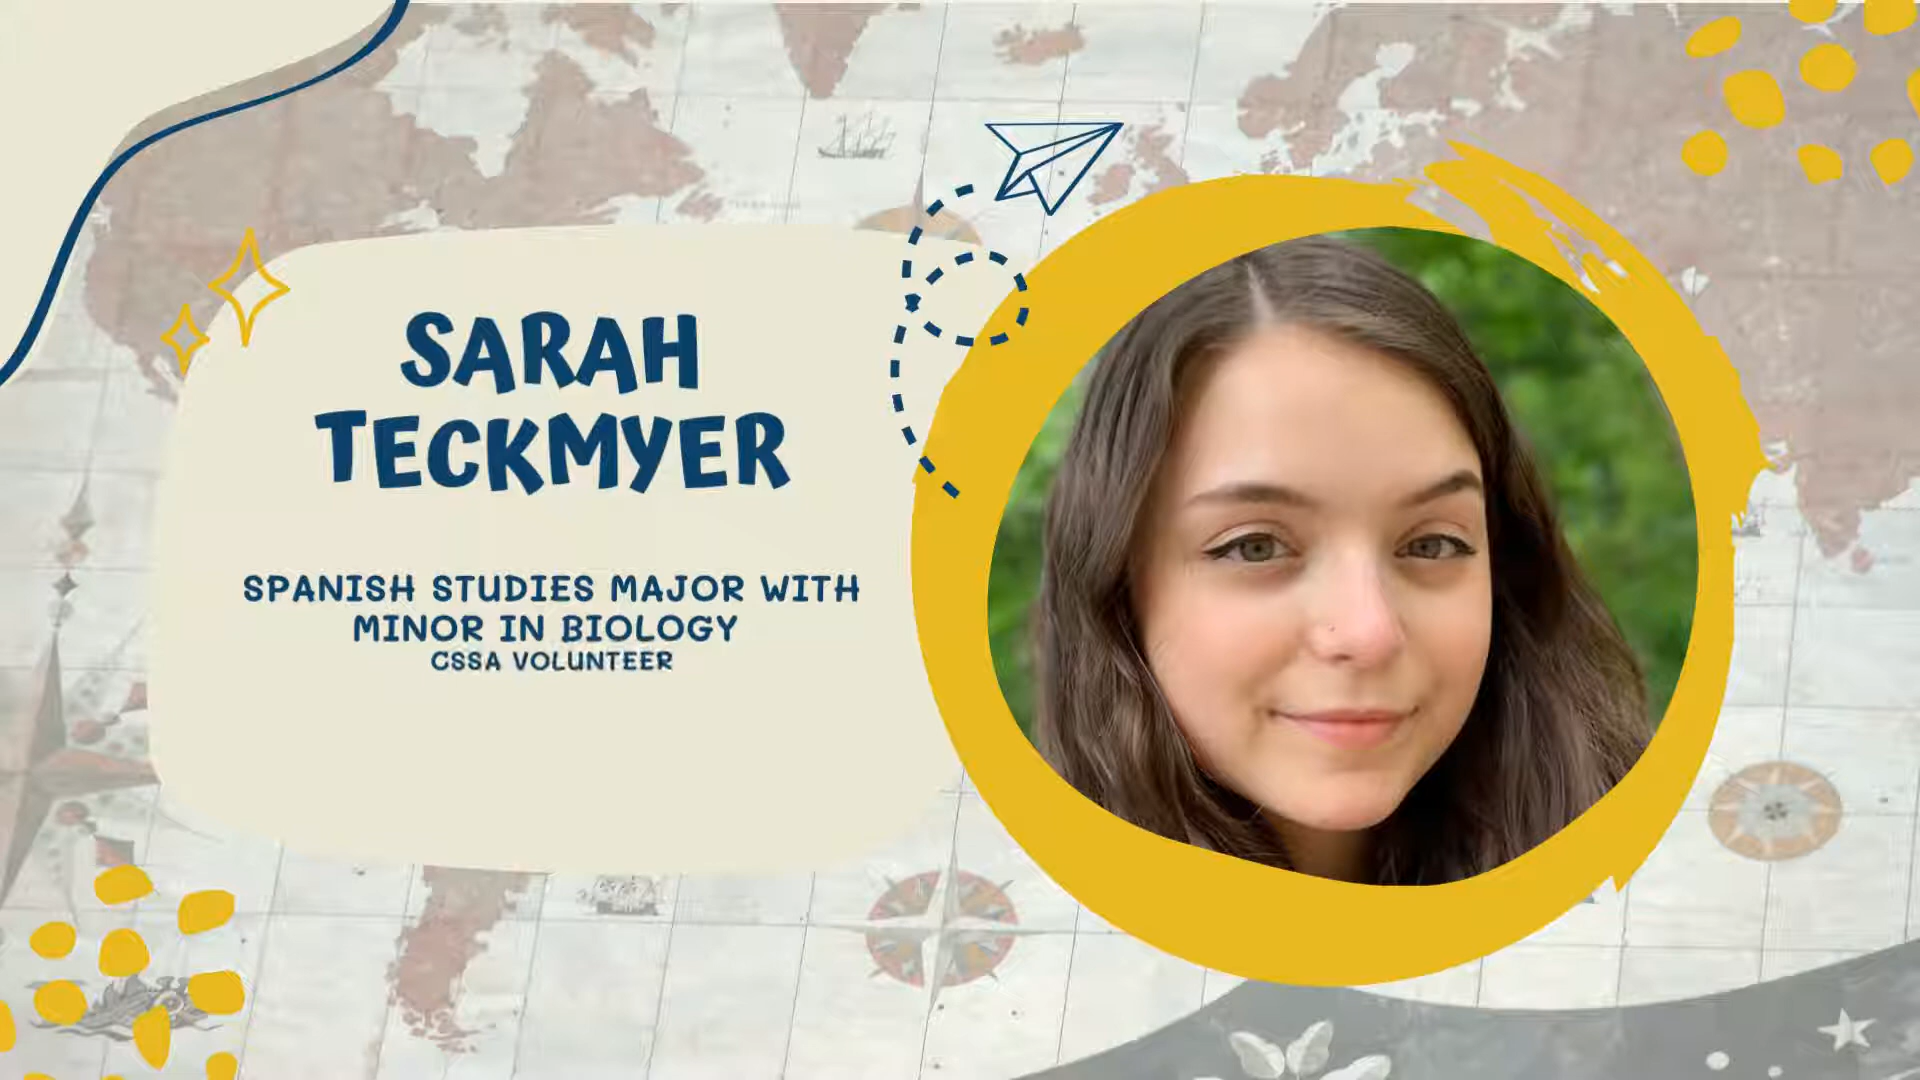 SARAH
TECKMYER
SPANISH STUDIES MAJOR WITH
MINOR IN BIOLOGY
CSSA VOLUNTEER